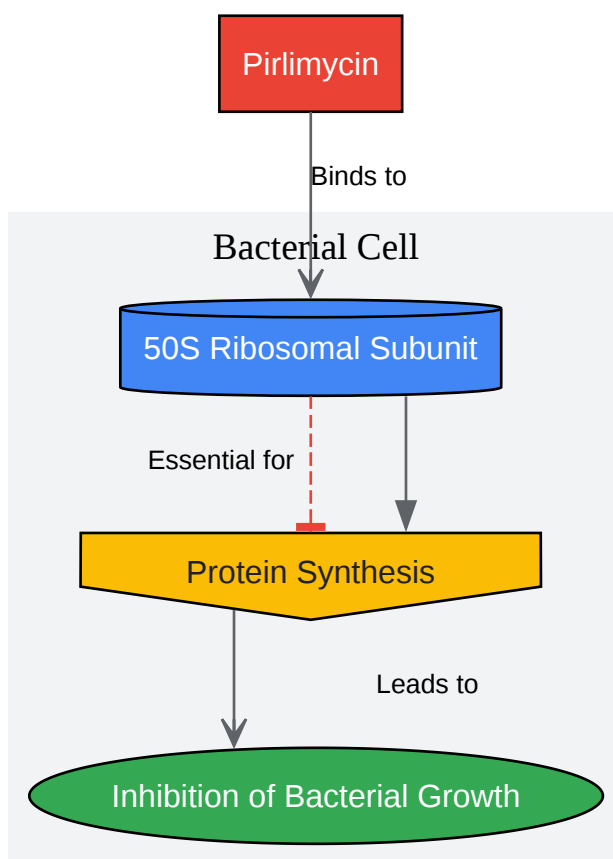 Pirlimycin
Binds to
Bacterial Cell
50S Ribosomal Subunit
Essential for
Protein Synthesis
Leads to
Inhibition of Bacterial Growth